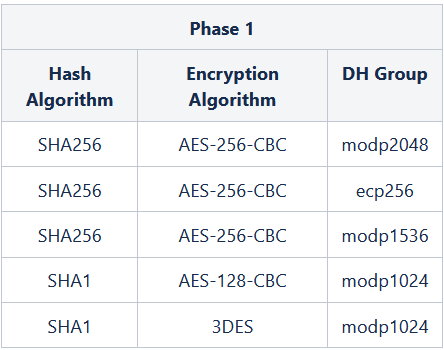 Phase 1
Hash Algorithm Encryption Algorithm DH Group
SHA256 AES-256-CBC modp2048
SHA256 AES-256-CBC ecp256
SHA256 AES-256-CBC modp1536
SHA1 AES-128-CBC modp1024
SHA1 3DES modp1024